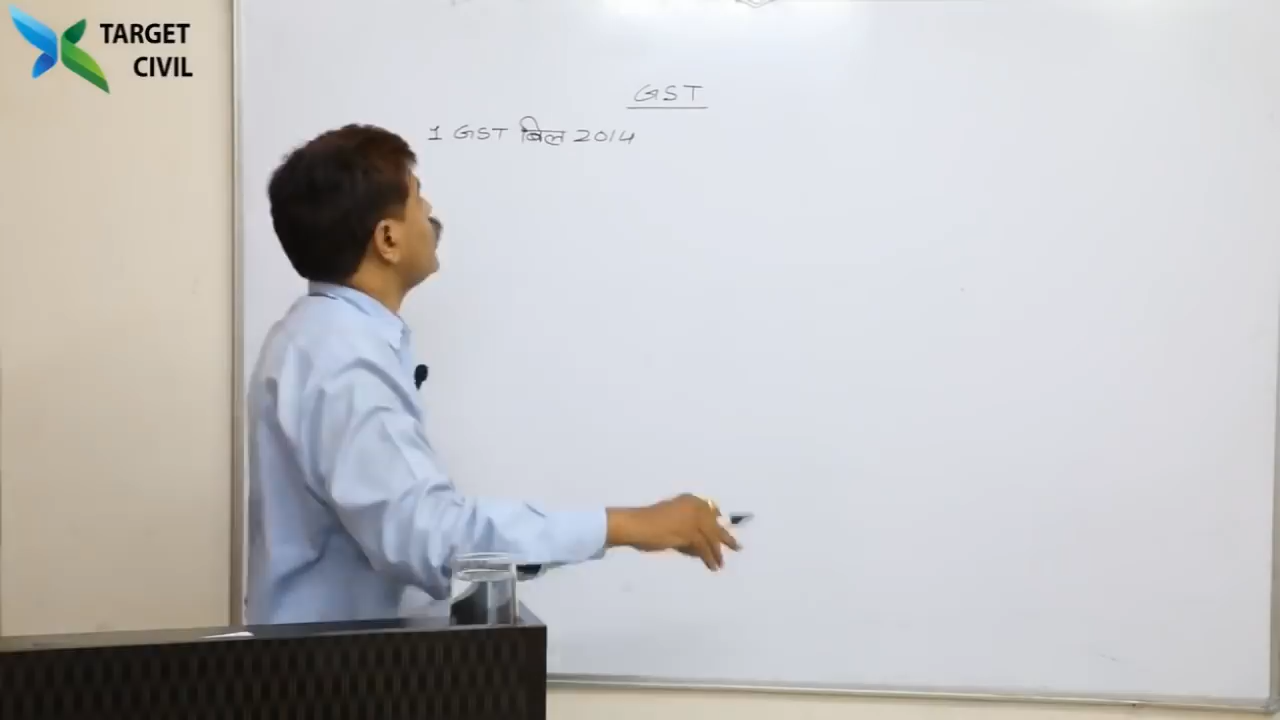 TARGET
CIVIL
GST
1 GST बिल 2014